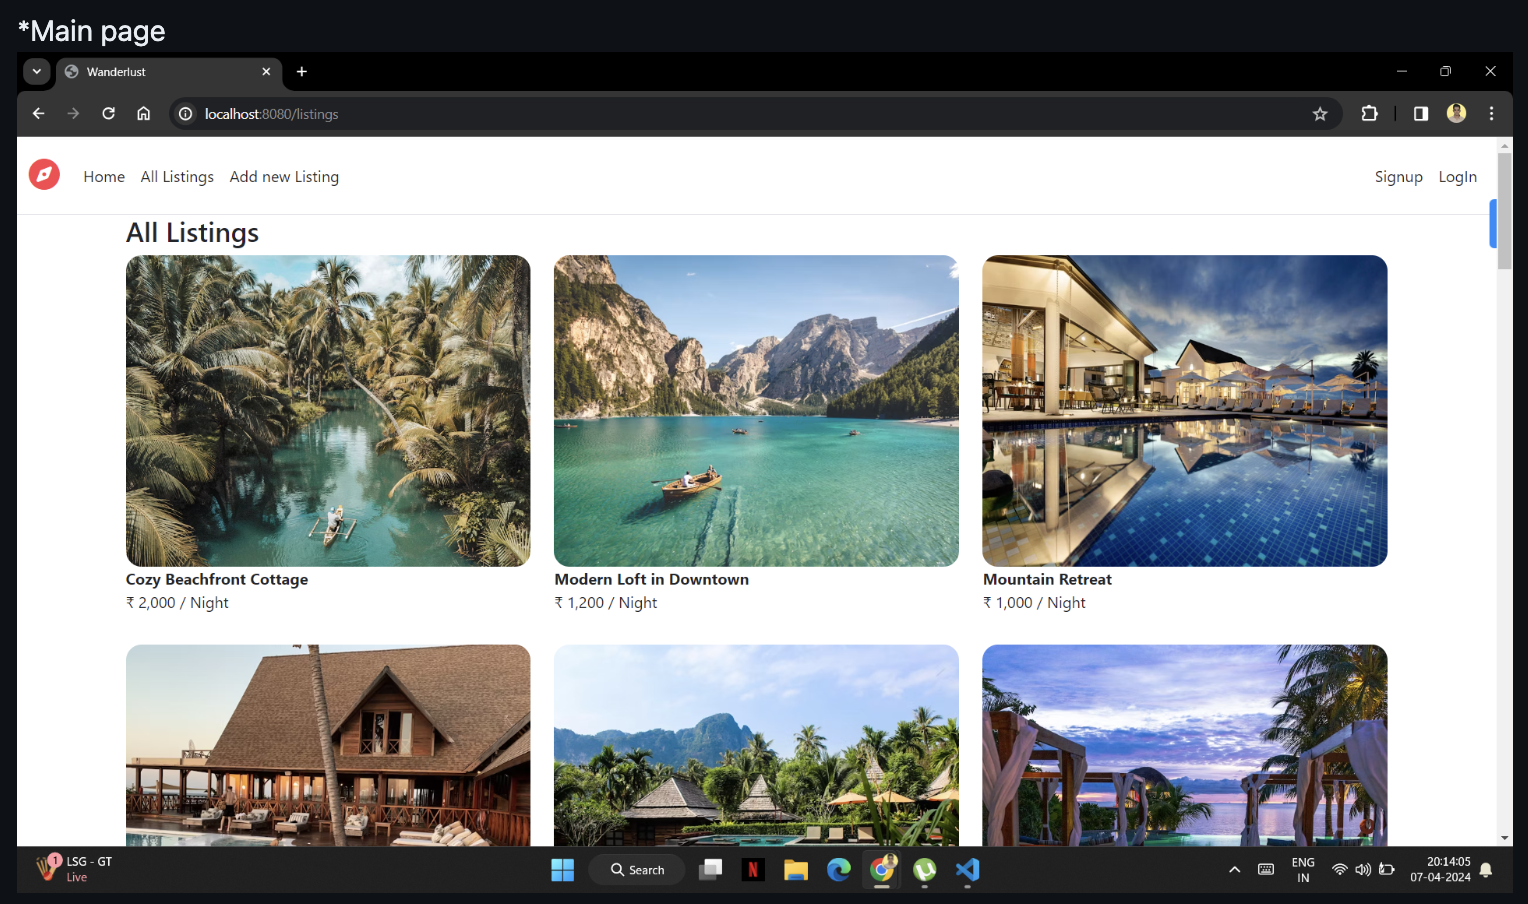 *Main page
Wanderlust
localhost:8080/listings
Home All Listings Add new Listing Signup LogIn
All Listings
Cozy Beachfront Cottage
₹ 2,000 / Night
Modern Loft in Downtown
₹ 1,200 / Night
Mountain Retreat
₹ 1,000 / Night
1
LSG - GT
Live
Search
N
ENG
IN
20:14:05
07-04-2024